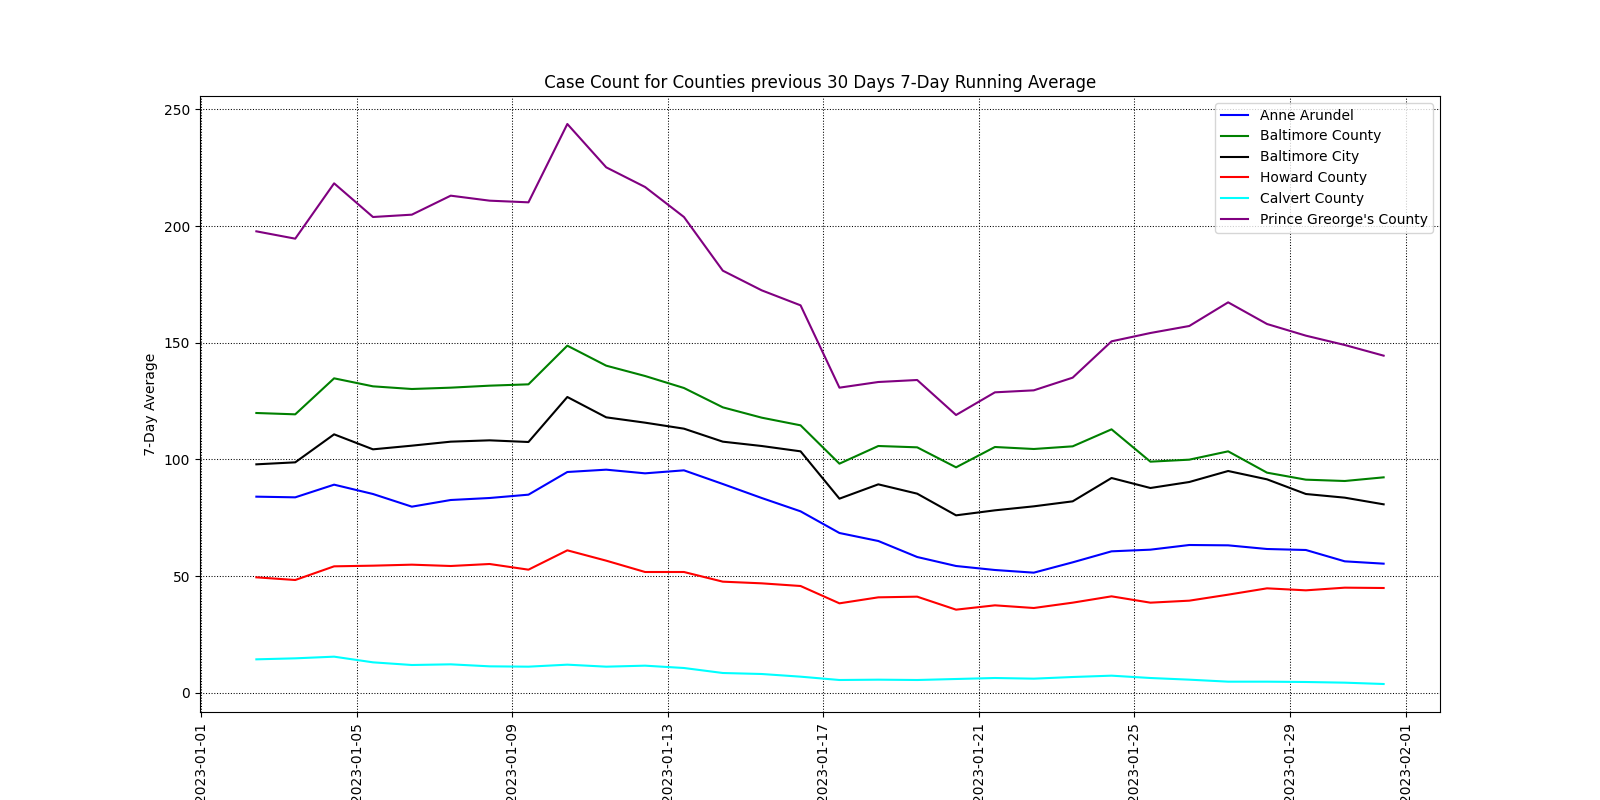 Case Count for Counties previous 30 Days 7-Day Running Average
250
200
150
100
50
0
7-Day Average
Anne Arundel
Baltimore County
Baltimore City
Howard County
Calvert County
Prince Greorge's County
2023-01-01
2023-01-05
2023-01-09
2023-01-13
2023-01-17
2023-01-21
2023-01-25
2023-01-29
2023-02-01